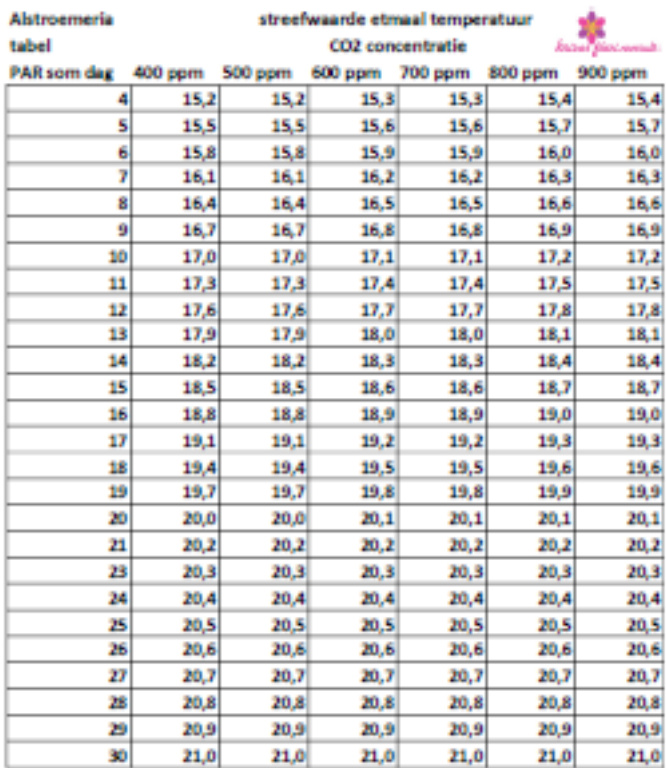 Alstroemeria streefwaarde etmaal temperatuur
tabel CO2 concentratie
PAR som dag 400 ppm 500 ppm 600 ppm 700 ppm 800 ppm 900 ppm
4 15,2 15,2 15,3 15,3 15,4 15,4
5 15,5 15,5 15,6 15,6 15,7 15,7
6 15,8 15,8 15,9 15,9 16,0 16,0
7 16,1 16,1 16,2 16,2 16,3 16,3
8 16,4 16,4 16,5 16,5 16,6 16,6
9 16,7 16,7 16,8 16,8 16,9 16,9
10 17,0 17,0 17,1 17,1 17,2 17,2
11 17,3 17,3 17,4 17,4 17,5 17,5
12 17,6 17,6 17,7 17,7 17,8 17,8
13 17,9 17,9 18,0 18,0 18,1 18,1
14 18,2 18,2 18,3 18,3 18,4 18,4
15 18,5 18,5 18,6 18,6 18,7 18,7
16 18,8 18,8 18,9 18,9 19,0 19,0
17 19,1 19,1 19,2 19,2 19,3 19,3
18 19,4 19,4 19,5 19,5 19,6 19,6
19 19,7 19,7 19,8 19,8 19,9 19,9
20 20,0 20,0 20,1 20,1 20,1 20,1
21 20,2 20,2 20,2 20,2 20,2 20,2
23 20,3 20,3 20,3 20,3 20,3 20,3
24 20,4 20,4 20,4 20,4 20,4 20,4
25 20,5 20,5 20,5 20,5 20,5 20,5
26 20,6 20,6 20,6 20,6 20,6 20,6
27 20,7 20,7 20,7 20,7 20,7 20,7
28 20,8 20,8 20,8 20,8 20,8 20,8
29 20,9 20,9 20,9 20,9 20,9 20,9
30 21,0 21,0 21,0 21,0 21,0 21,0